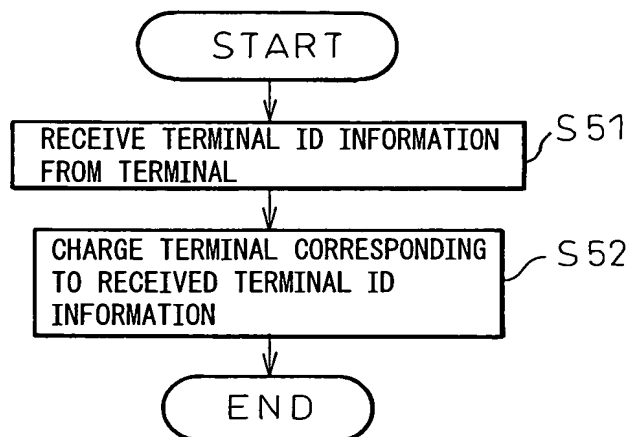 START
RECEIVE TERMINAL ID INFORMATION
FROM TERMINAL
S51
CHARGE TERMINAL CORRESPONDING
TO RECEIVED TERMINAL ID
INFORMATION
S52
END